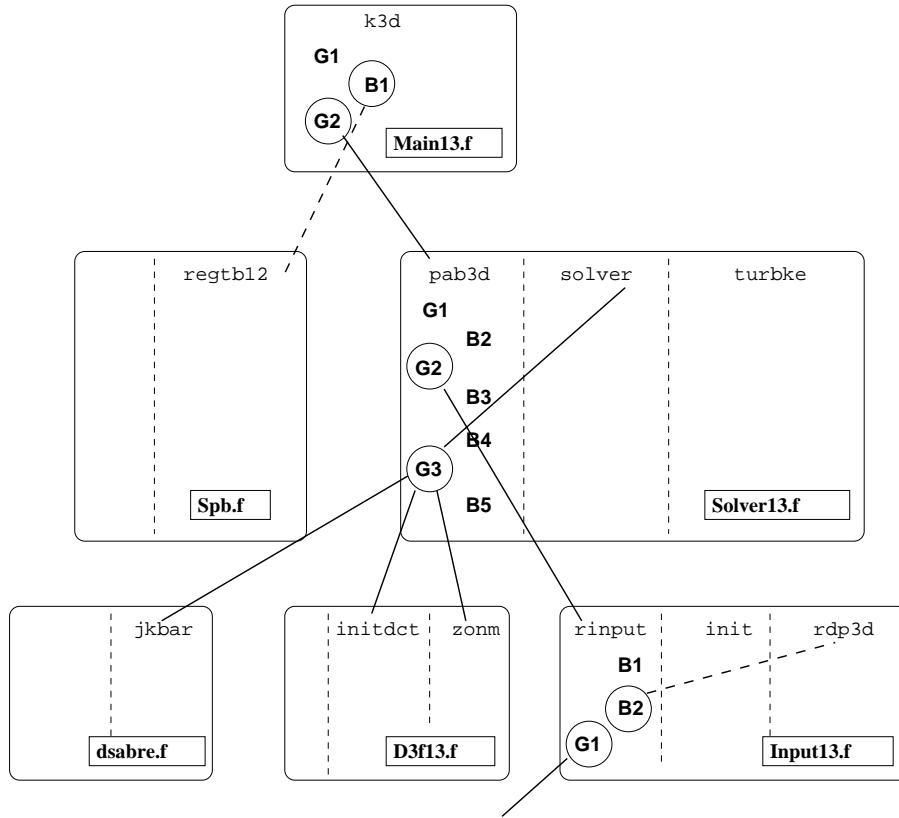 k3d
G1
B1
G2
Main13.f
regtb12
Spb.f
pab3d solver turbke
G1
B2
G2
B3
B4
G3
B5
Solver13.f
jkbar
dsabre.f
initdct zonm
D3f13.f
rinput init rdp3d
B1
B2
G1
Input13.f